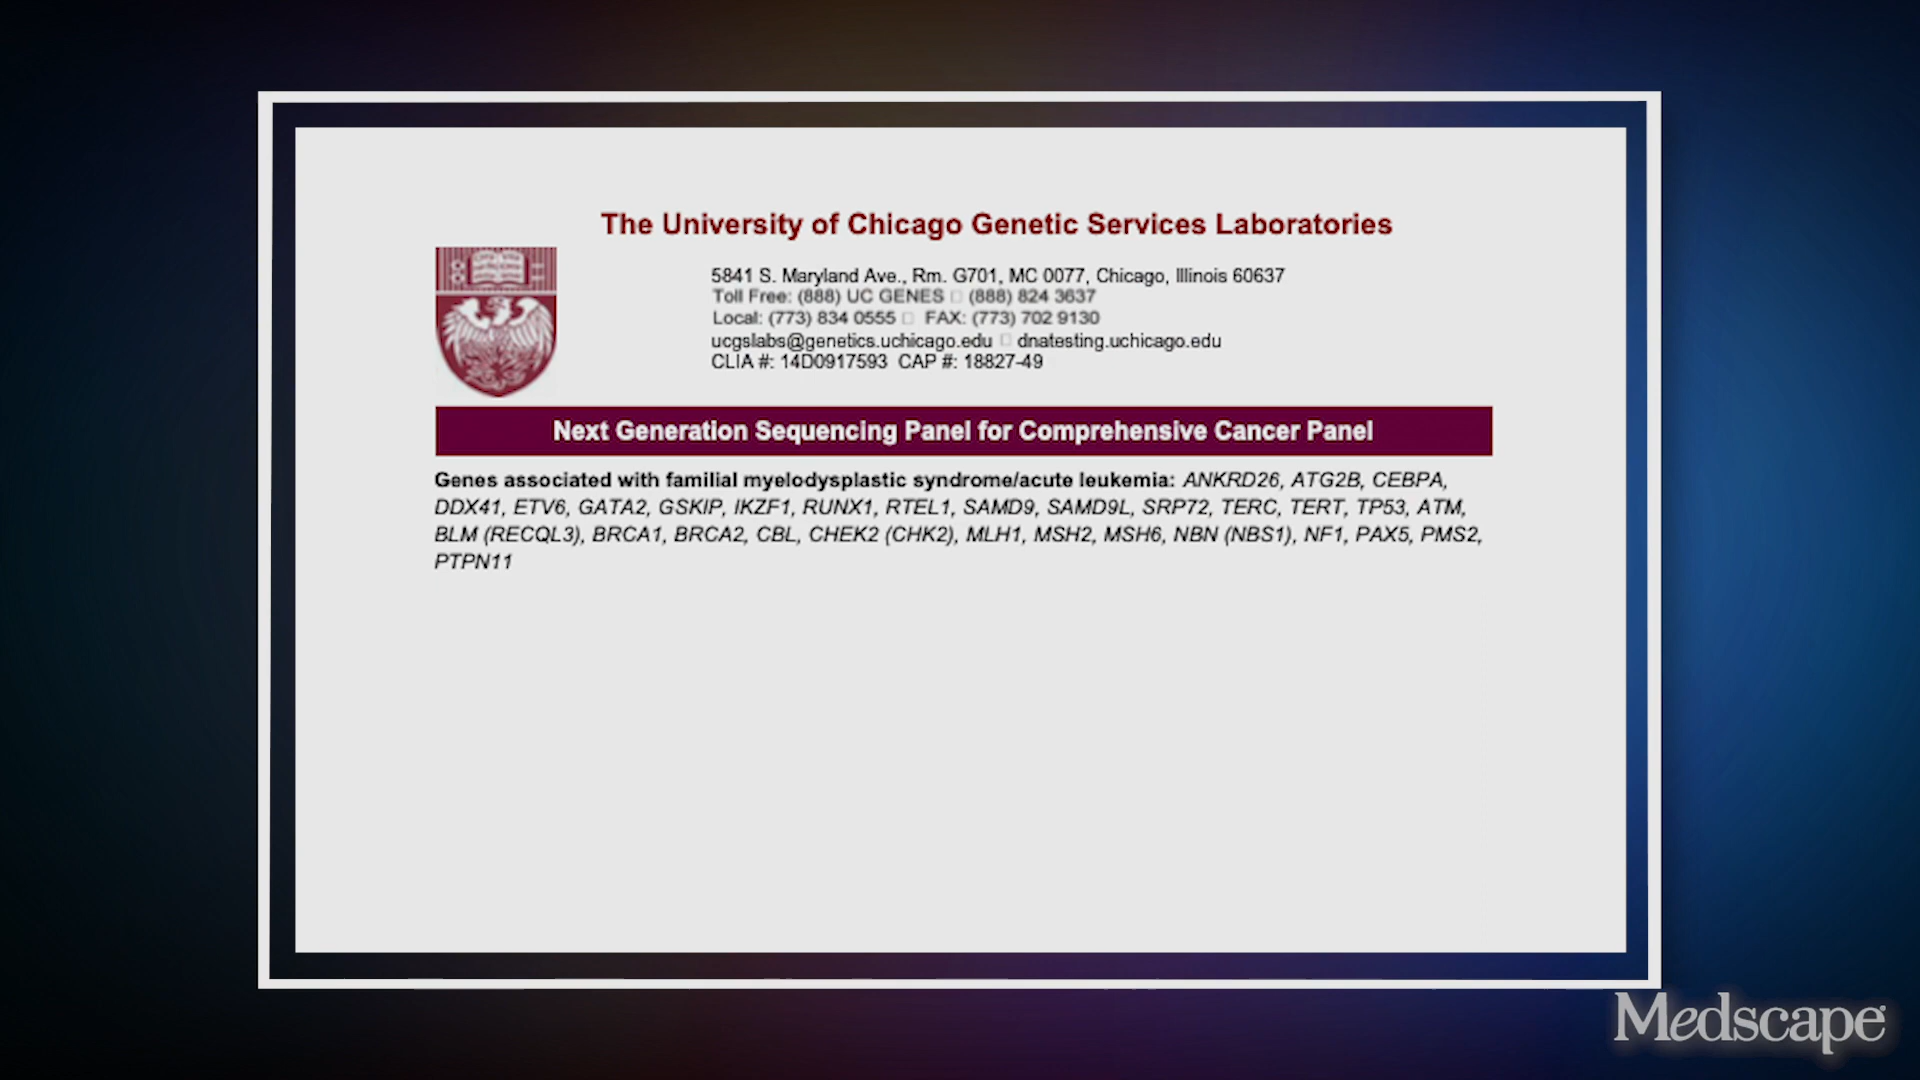 The University of Chicago Genetic Services Laboratories
5841 S. Maryland Ave., Rm. G701, MC 0077, Chicago, Illinois 60637
Toll Free: (888) UC GENES □ (888) 824 3637
Local: (773) 834 0555 □ FAX: (773) 702 9130
ucgslabs@genetics.uchicago.edu □ dnatesting.uchicago.edu
CLIA #: 14D0917593 CAP #: 18827-49
Next Generation Sequencing Panel for Comprehensive Cancer Panel
Genes associated with familial myelodysplastic syndrome/acute leukemia: ANKRD26, ATG2B, CEBPA,
DDX41, ETV6, GATA2, GSKIP, IKZF1, RUNX1, RTEL1, SAMD9, SAMD9L, SRP72, TERC, TERT, TP53, ATM,
BLM (RECQL3), BRCA1, BRCA2, CBL, CHEK2 (CHK2), MLH1, MSH2, MSH6, NBN (NBS1), NF1, PAX5, PMS2,
PTPN11
Medscape